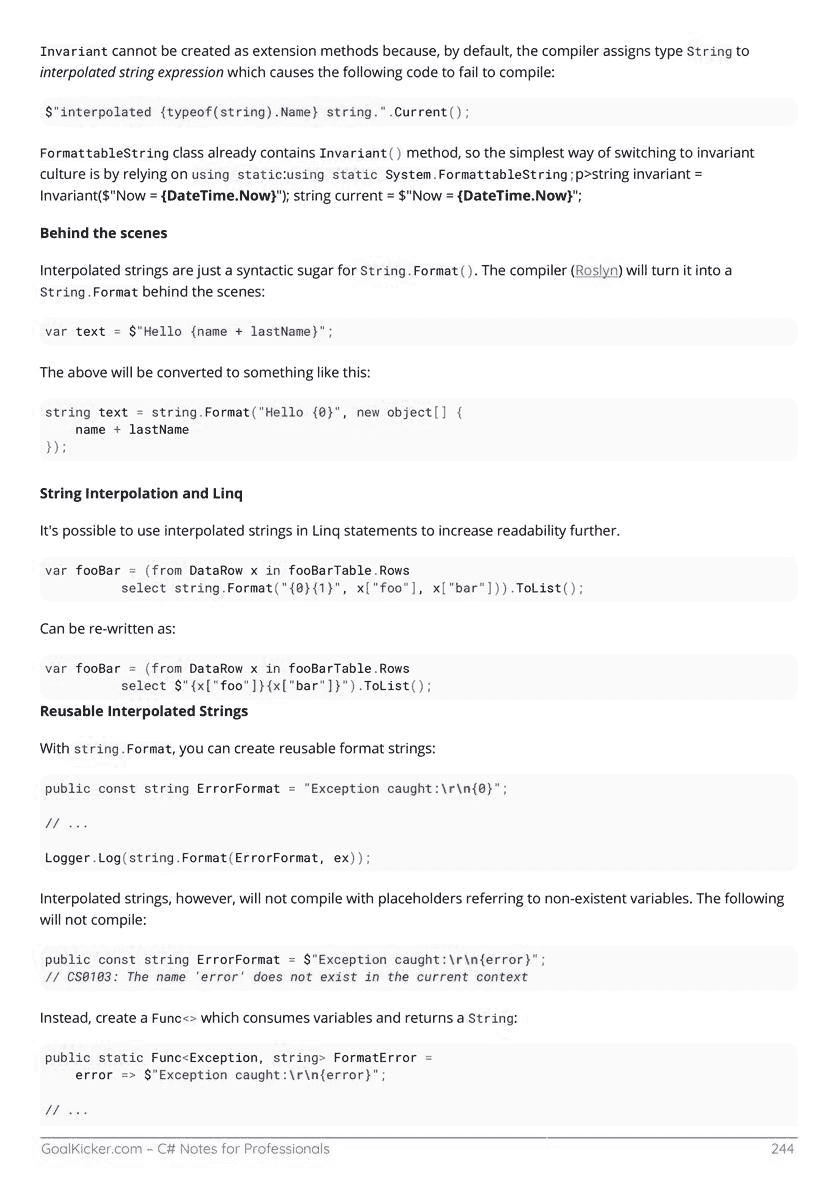 Invariant cannot be created as extension methods because, by default, the compiler assigns type String to
interpolated string expression which causes the following code to fail to compile:
$"interpolated {typeof(string).Name} string.".Current();
FormattableString class already contains Invariant() method, so the simplest way of switching to invariant
culture is by relying on using static:using static System.FormattableString;p>string invariant =
Invariant($"Now = {DateTime.Now}"); string current = $"Now = {DateTime.Now}";
Behind the scenes
Interpolated strings are just a syntactic sugar for String.Format(). The compiler (Roslyn) will turn it into a
String.Format behind the scenes:
var text = $"Hello {name + lastName}";
The above will be converted to something like this:
string text = string.Format("Hello {0}", new object[] {
    name + lastName
});
String Interpolation and Linq
It's possible to use interpolated strings in Linq statements to increase readability further.
var fooBar = (from DataRow x in fooBarTable.Rows
          select string.Format("{0}{1}", x["foo"], x["bar"])).ToList();
Can be re-written as:
var fooBar = (from DataRow x in fooBarTable.Rows
          select $"{x["foo"]}{x["bar"]}").ToList();
Reusable Interpolated Strings
With string.Format, you can create reusable format strings:
public const string ErrorFormat = "Exception caught:\r\n{0}";
// ...
Logger.Log(string.Format(ErrorFormat, ex));
Interpolated strings, however, will not compile with placeholders referring to non-existent variables. The following
will not compile:
public const string ErrorFormat = $"Exception caught:\r\n{error}";
// CS0103: The name 'error' does not exist in the current context
Instead, create a Func<> which consumes variables and returns a String:
public static Func<Exception, string> FormatError =
    error => $"Exception caught:\r\n{error}";
// ...
GoalKicker.com – C# Notes for Professionals 244